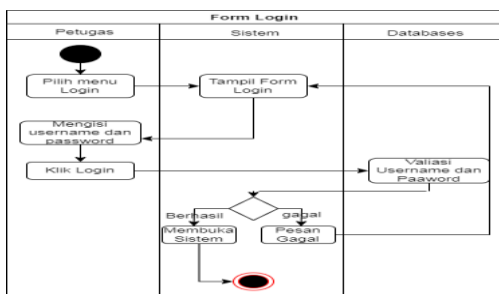 Form Login
Petugas
Sistem
Databases
Pilih menu
Login
Tampil Form
Login
Mengisi
username dan
password
Klik Login
Valiasi
Username dan
Paaword
Berhasil
gagal
Membuka
Sistem
Pesan
Gagal